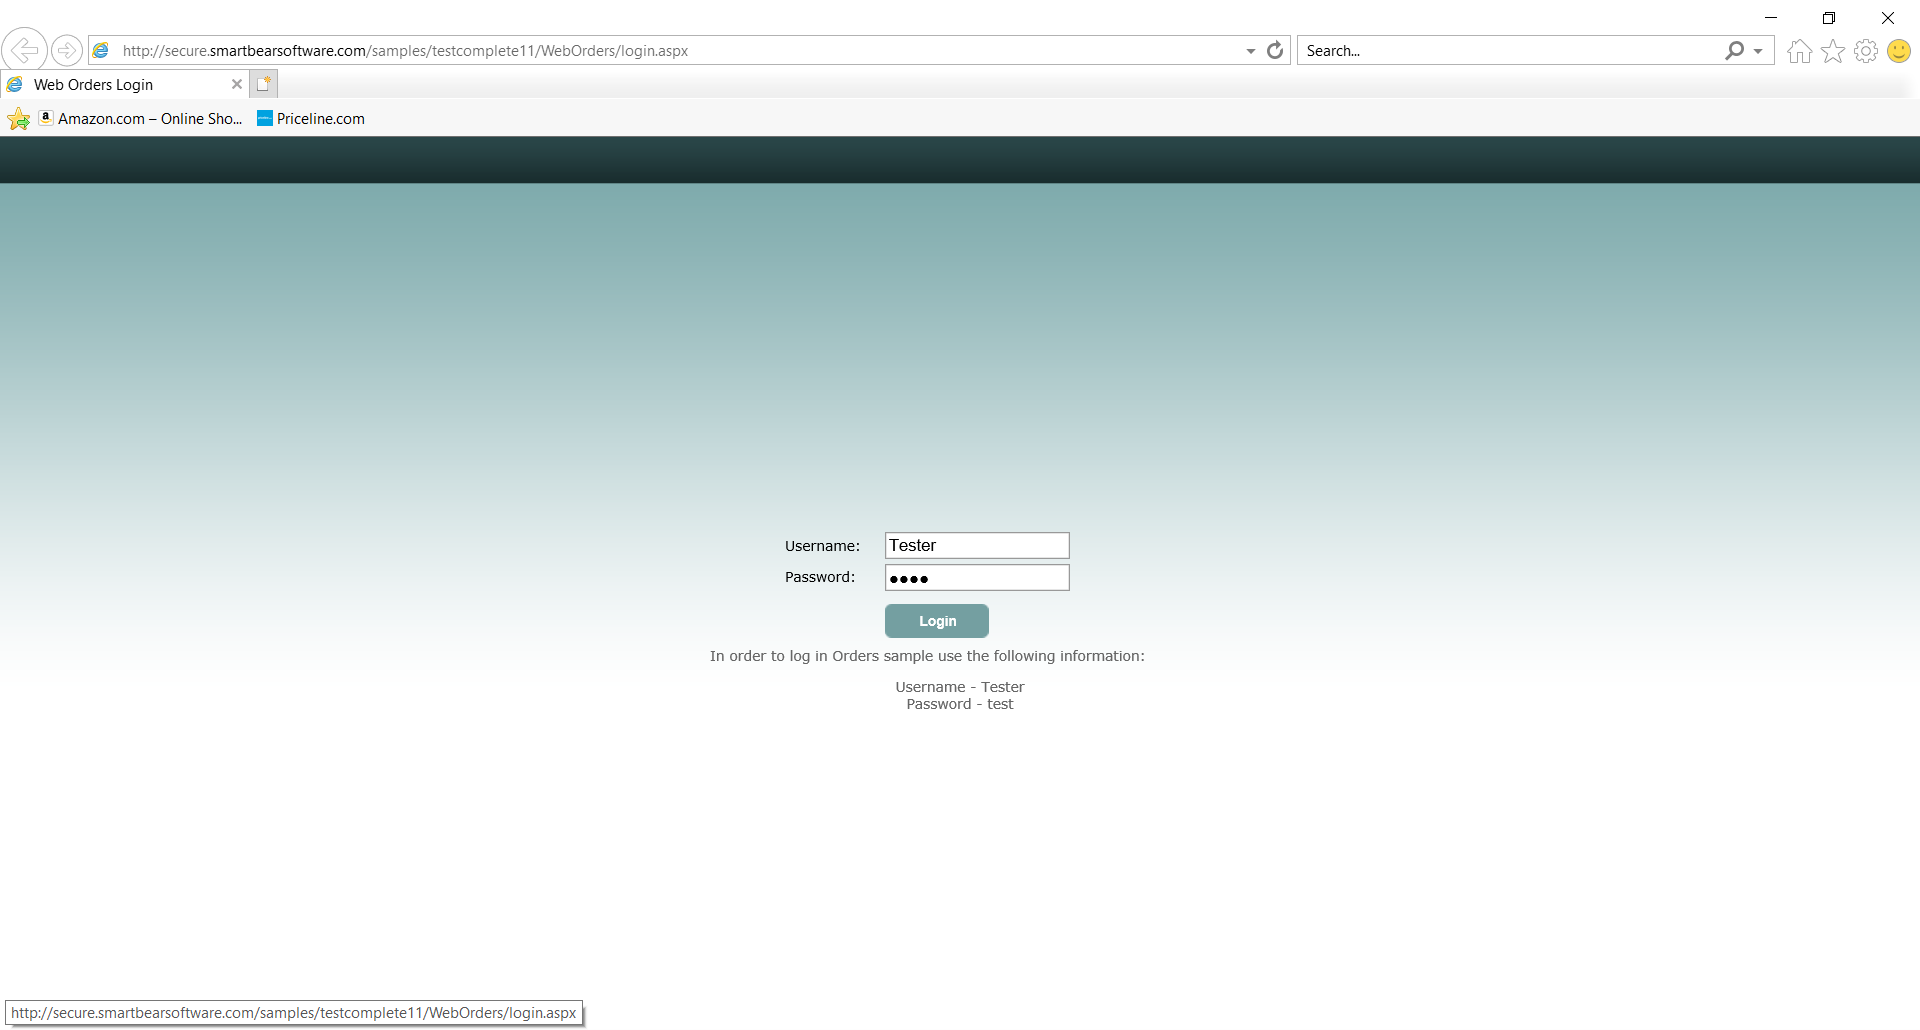 http://secure.smartbearsoftware.com/samples/testcomplete11/WebOrders/login.aspx
Search...
Web Orders Login
Amazon.com – Online Sho...
Priceline.com
Username:
Tester
Password:
Login
In order to log in Orders sample use the following information:
Username - Tester
Password - test
http://secure.smartbearsoftware.com/samples/testcomplete11/WebOrders/login.aspx